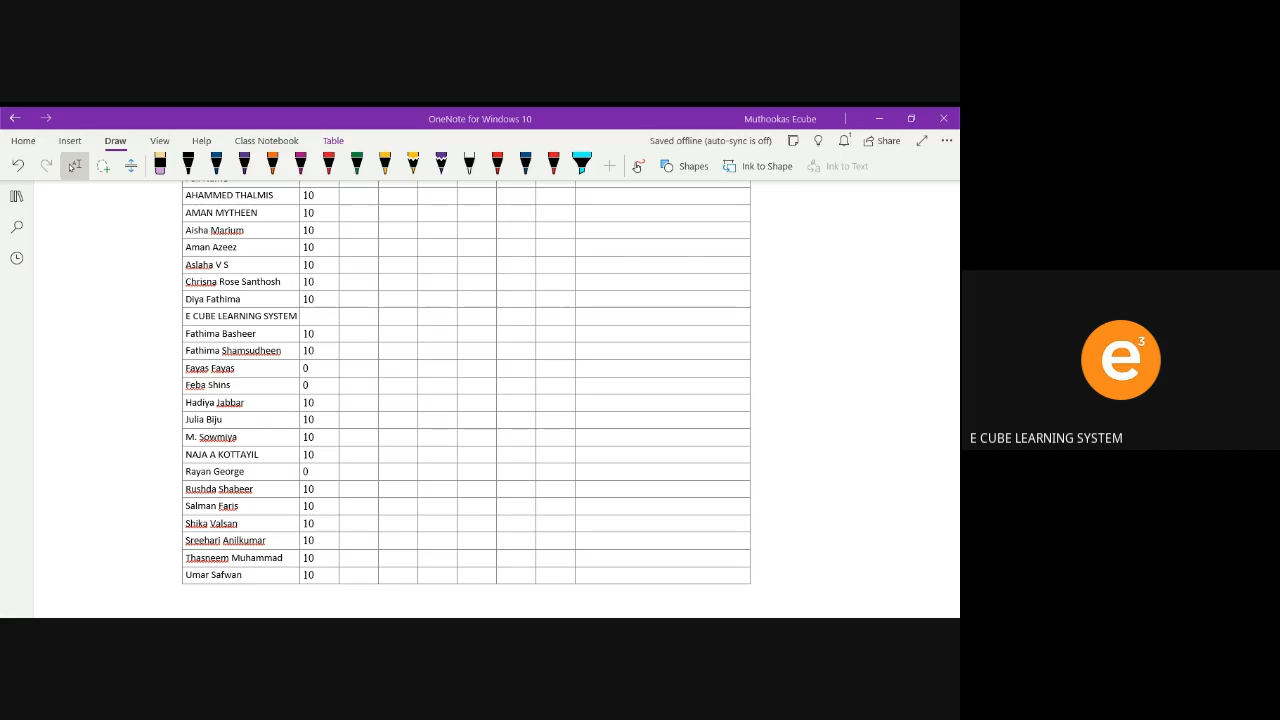 OneNote for Windows 10
Muthookas Ecube
Home Insert Draw View Help Class Notebook Table
Saved offline (auto-sync is off)
Share
Shapes
Ink to Shape
Ink to Text
AHAMMED THALMIS 10
AMAN MYTHEEN 10
Aisha Marium 10
Aman Azeez 10
Aslaha V S 10
Chrisna Rose Santhosh 10
Diya Fathima 10
E CUBE LEARNING SYSTEM
Fathima Basheer 10
Fathima Shamsudheen 10
Fayas Fayas 0
Feba Shins 0
Hadiya Jabbar 10
Julia Biju 10
M. Sowmiya 10
NAJA A KOTTAYIL 10
Rayan George 0
Rushda Shabeer 10
Salman Faris 10
Shika Valsan 10
Sreehari Anilkumar 10
Thasneem Muhammad 10
Umar Safwan 10
e3
E CUBE LEARNING SYSTEM